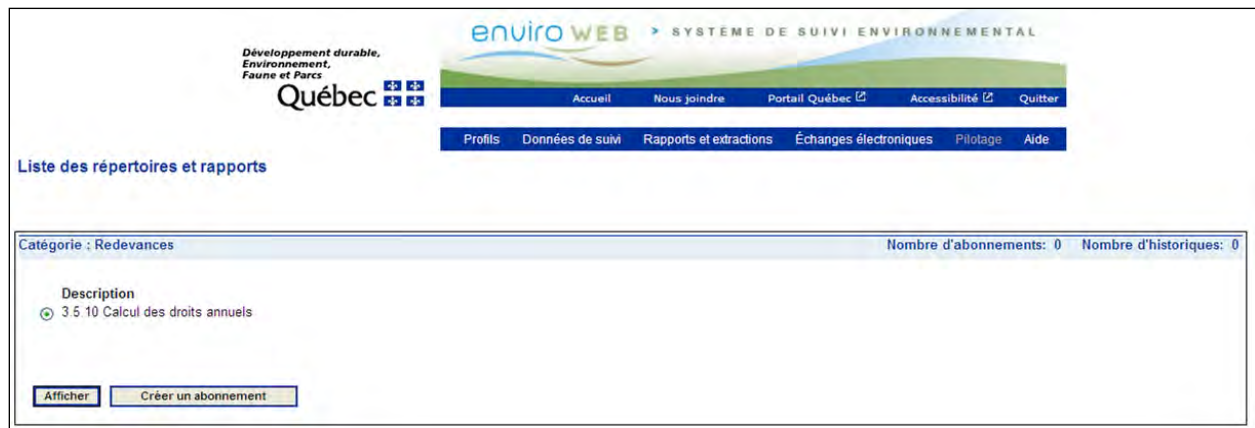 enviro WEB > SYSTÈME DE SUIVI ENVIRONNEMENTAL
Développement durable,
Environnement,
Faune et Parcs
Québec
Accueil Nous joindre Portail Québec Accessibilité Quitter
Profils Données de suivi Rapports et extractions Échanges électroniques Pilotage Aide
Liste des répertoires et rapports
Catégorie : Redevances Nombre d'abonnements: 0 Nombre d'historiques: 0
Description
3.5.10 Calcul des droits annuels
Afficher Créer un abonnement